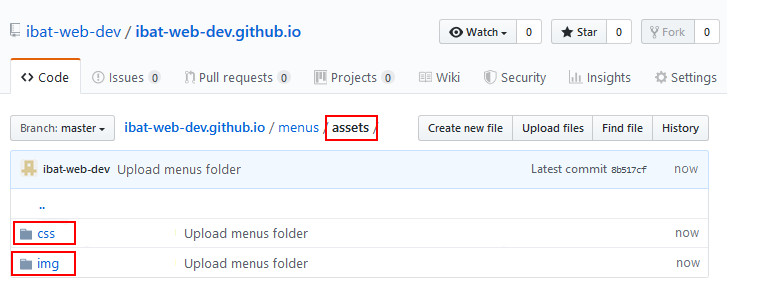 ibat-web-dev / ibat-web-dev.github.io Watch 0 Star 0 Fork 0
Code Issues 0 Pull requests 0 Projects 0 Wiki Security Insights Settings
Branch: master ibat-web-dev.github.io / menus / assets / Create new file Upload files Find file History
ibat-web-dev Upload menus folder Latest commit 8b517cf now
..
css Upload menus folder now
img Upload menus folder now